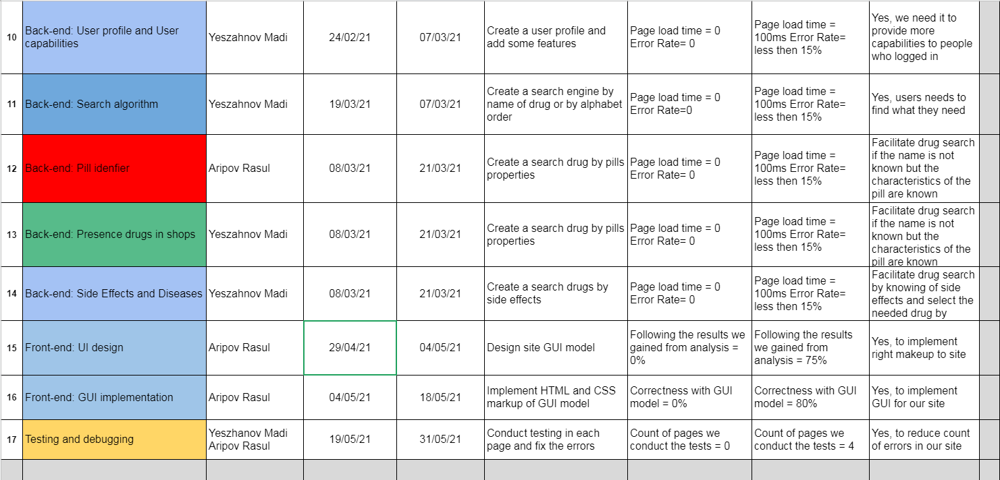 10
Back-end: User profile and User
capabilities
Yeszahnov Madi
24/02/21
07/03/21
Create a user profile and
add some features
Page load time = 0
Error Rate= 0
Page load time =
100ms Error Rate=
less then 15%
Yes, we need it to
provide more
capabilities to people
who logged in
11
Back-end: Search algorithm
Yeszahnov Madi
19/03/21
07/03/21
Create a search engine by
name of drug or by alphabet
order
Page load time = 0
Error Rate=0
Page load time =
100ms Error Rate=
less then 15%
Yes, users needs to
find what they need
12
Back-end: Pill idenfier
Aripov Rasul
08/03/21
21/03/21
Create a search drug by pills
properties
Page load time = 0
Error Rate= 0
Page load time =
100ms Error Rate=
less then 15%
Facilitate drug search
if the name is not
known but the
characteristics of the
pill are known
13
Back-end: Presence drugs in shops
Yeszahnov Madi
08/03/21
21/03/21
Create a search drug by pills
properties
Page load time = 0
Error Rate= 0
Page load time =
100ms Error Rate=
less then 15%
Facilitate drug search
if the name is not
known but the
characteristics of the
pill are known
14
Back-end: Side Effects and Diseases
Yeszahnov Madi
08/03/21
21/03/21
Create a search drugs by
side effects
Page load time = 0
Error Rate= 0
Page load time =
100ms Error Rate=
less then 15%
Facilitate drug search
by knowing of side
effects and select the
needed drug by
15
Front-end: UI design
Aripov Rasul
29/04/21
04/05/21
Design site GUI model
Following the results we
gained from analysis =
0%
Following the results
we gained from
analysis = 75%
Yes, to implement
right makeup to site
16
Front-end: GUI implementation
Aripov Rasul
04/05/21
18/05/21
Implement HTML and CSS
markup of GUI model
Correctness with GUI
model = 0%
Correctness with GUI
model = 80%
Yes, to implement
GUI for our site
17
Testing and debugging
Yeszhanov Madi
Aripov Rasul
19/05/21
31/05/21
Conduct testing in each
page and fix the errors
Count of pages we
conduct the tests = 0
Count of pages we
conduct the tests = 4
Yes, to reduce count
of errors in our site